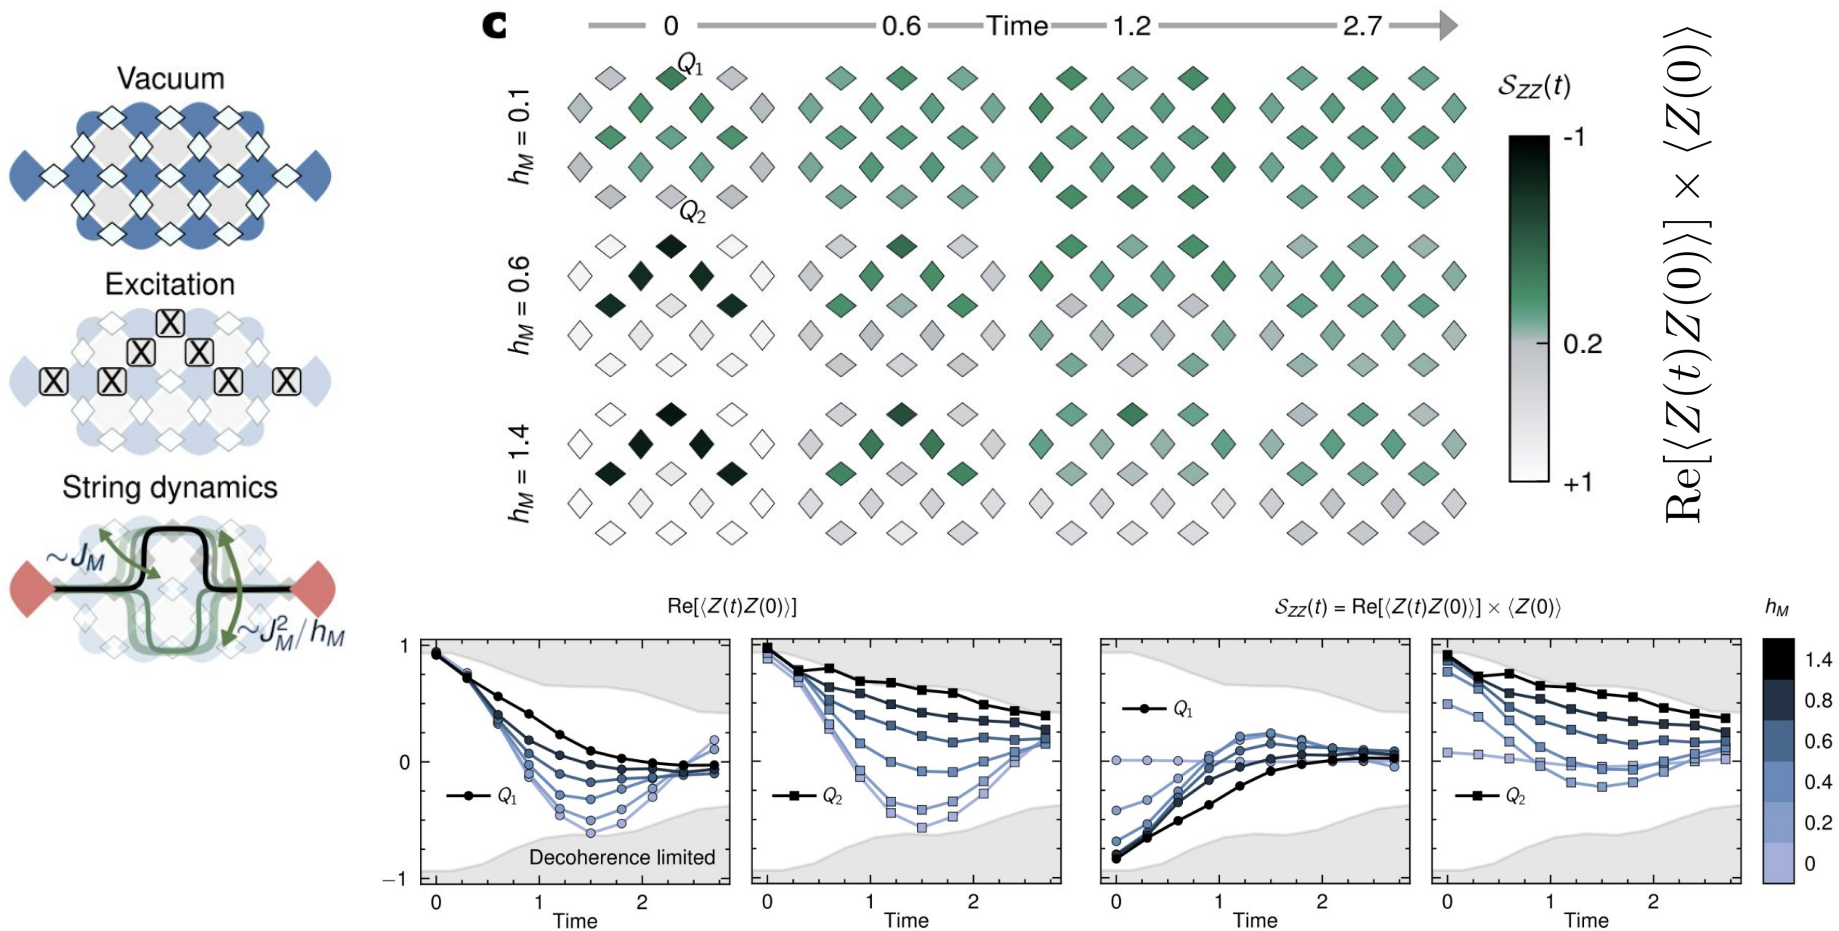 Vacuum
Excitation
X
X X
X X X X
String dynamics
~J_M
~J_M^2/h_M
c
0 0.6 Time 1.2 2.7
h_M = 0.1
Q_1
Q_2
h_M = 0.6
h_M = 1.4
S_ZZ(t)
-1
0.2
+1
Re[⟨Z(t)Z(0)⟩] × ⟨Z(0)⟩
Re[⟨Z(t)Z(0)⟩]
1
0
−1
Q_1
Decoherence limited
0 1 2
Time
Q_2
0 1 2
Time
S_ZZ(t) = Re[⟨Z(t)Z(0)⟩] × ⟨Z(0)⟩
Q_1
0 1 2
Time
Q_2
0 1 2
Time
h_M
1.4
0.8
0.6
0.4
0.2
0